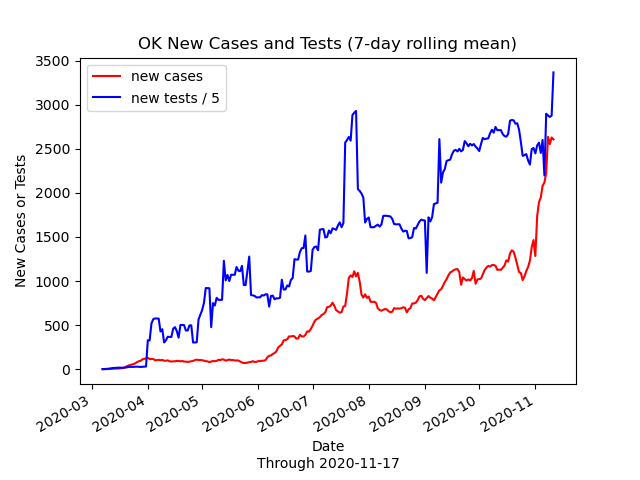 OK New Cases and Tests (7-day rolling mean)
new cases
new tests / 5
New Cases or Tests
3500
3000
2500
2000
1500
1000
500
0
2020-03
2020-04
2020-05
2020-06
2020-07
2020-08
2020-09
2020-10
2020-11
Date
Through 2020-11-17